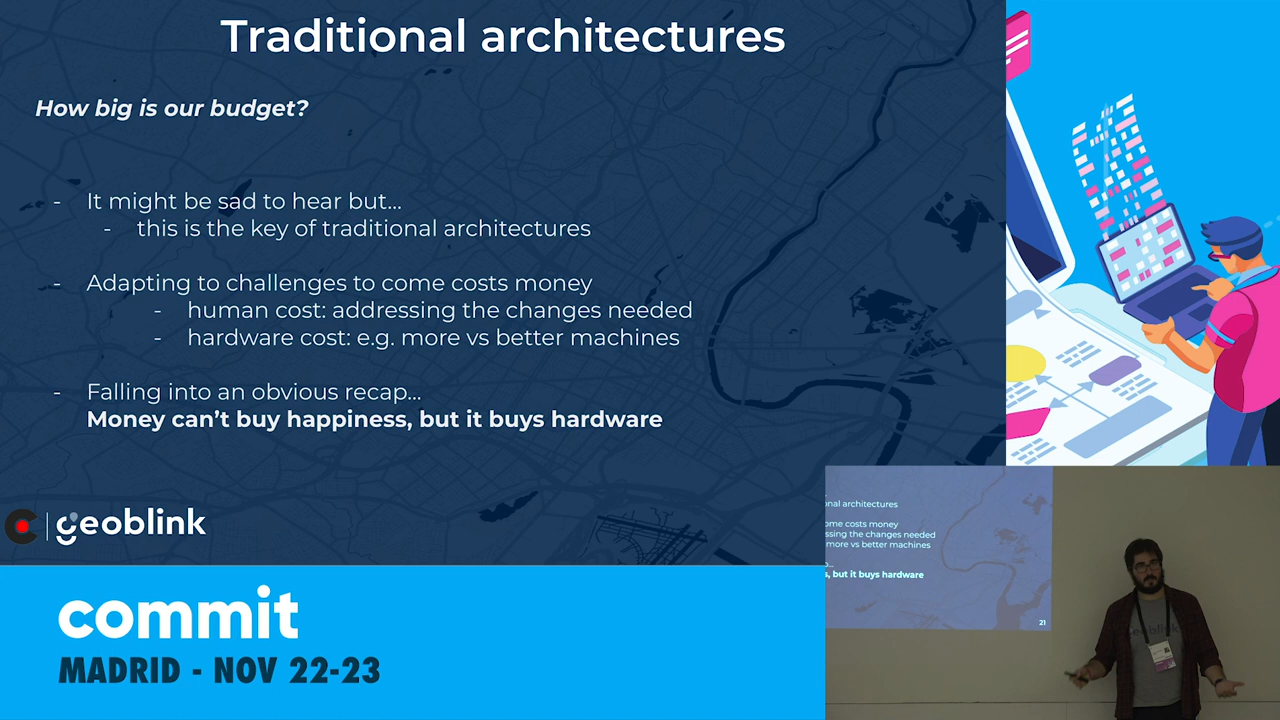 Traditional architectures
How big is our budget?
- It might be sad to hear but...
- this is the key of traditional architectures
- Adapting to challenges to come costs money
- human cost: addressing the changes needed
- hardware cost: e.g. more vs better machines
- Falling into an obvious recap...
Money can't buy happiness, but it buys hardware
geoblink
commit
MADRID - NOV 22-23
nal architectures
ome costs money
ssing the changes needed
more vs better machines
s, but it buys hardware
21
geoblink